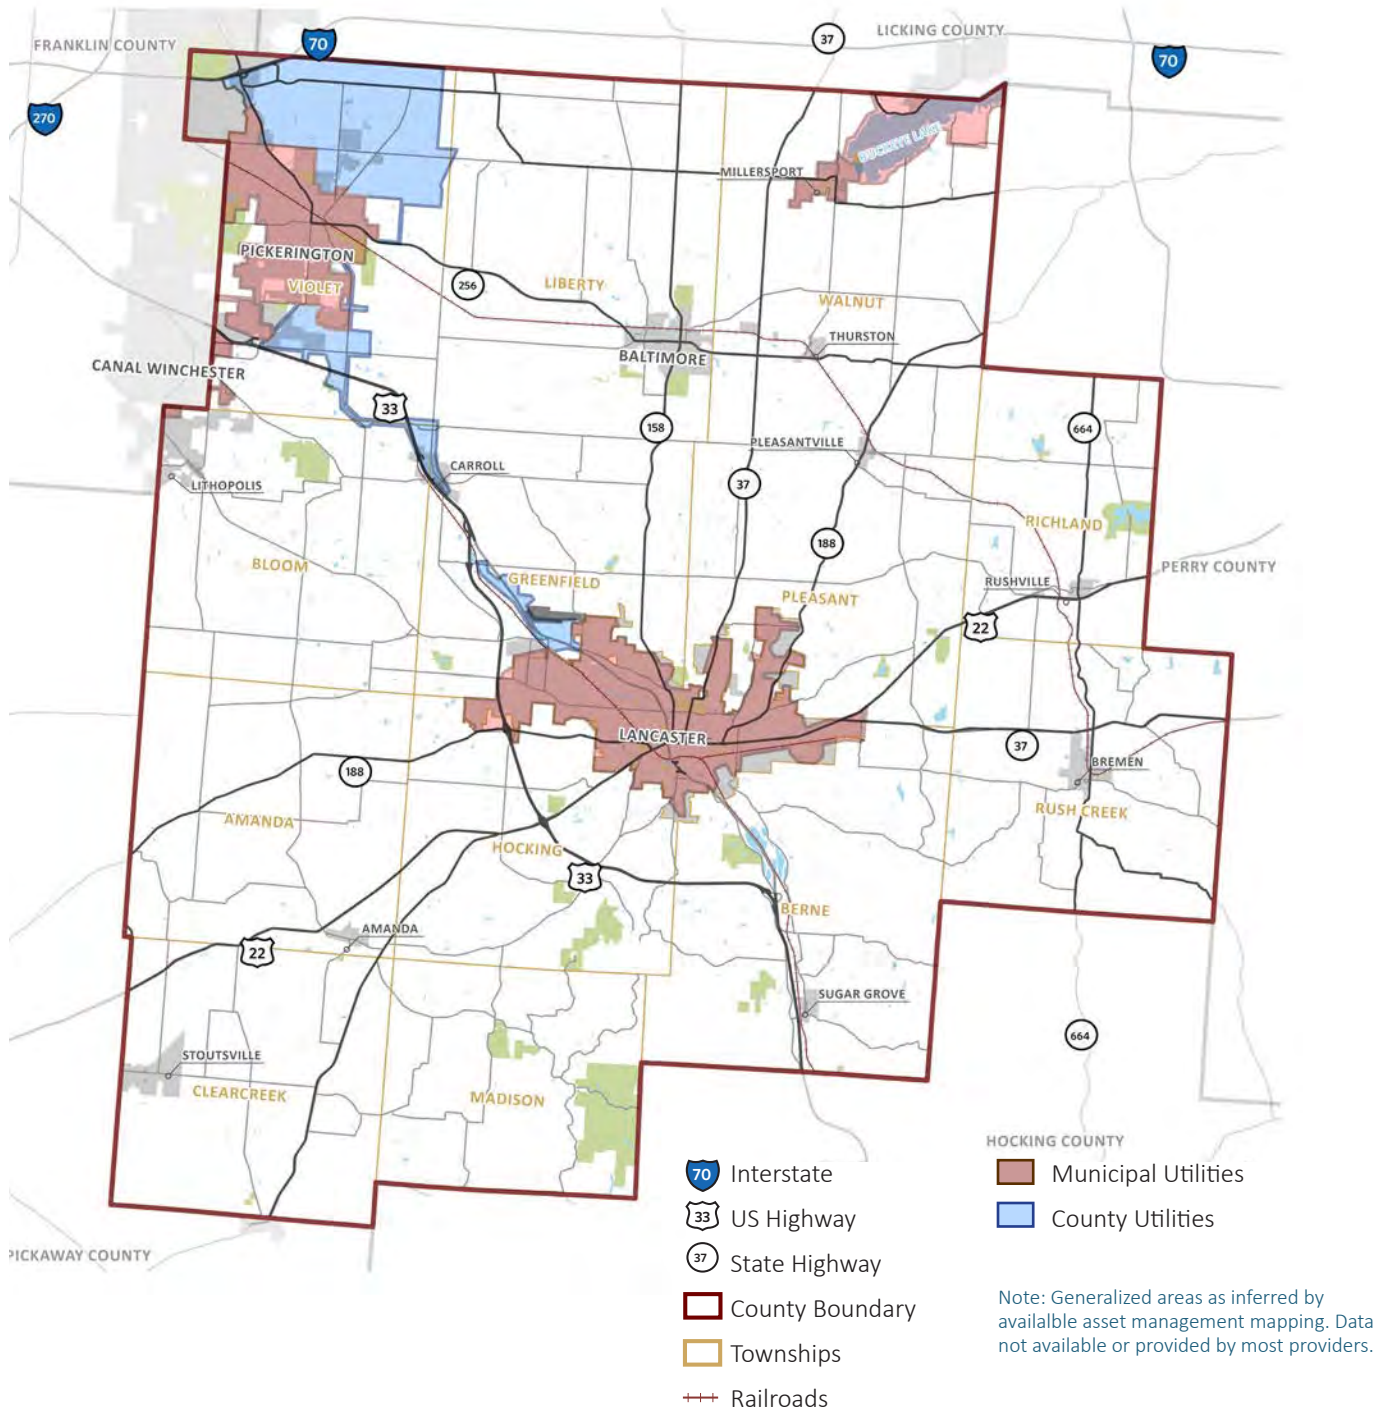 FRANKLIN COUNTY
70
37
LICKING COUNTY
70
270
BUCKEYE LAKE
MILLERSPORT
PICKERINGTON
VIOLET
256
LIBERTY
WALNUT
THURSTON
BALTIMORE
CANAL WINCHESTER
33
158
664
PLEASANTVILLE
CARROLL
LITHOPOLIS
37
RICHLAND
188
BLOOM
GREENFIELD
PERRY COUNTY
RUSHVILLE
PLEASANT
22
LANCASTER
37
188
BREMEN
AMANDA
RUSH CREEK
HOCKING
33
BERNE
AMANDA
22
SUGAR GROVE
664
STOUTSVILLE
CLEARCREEK
MADISON
HOCKING COUNTY
PICKAWAY COUNTY
70 Interstate
33 US Highway
37 State Highway
County Boundary
Townships
Railroads
Municipal Utilities
County Utilities
Note: Generalized areas as inferred by
availalble asset management mapping. Data
not available or provided by most providers.